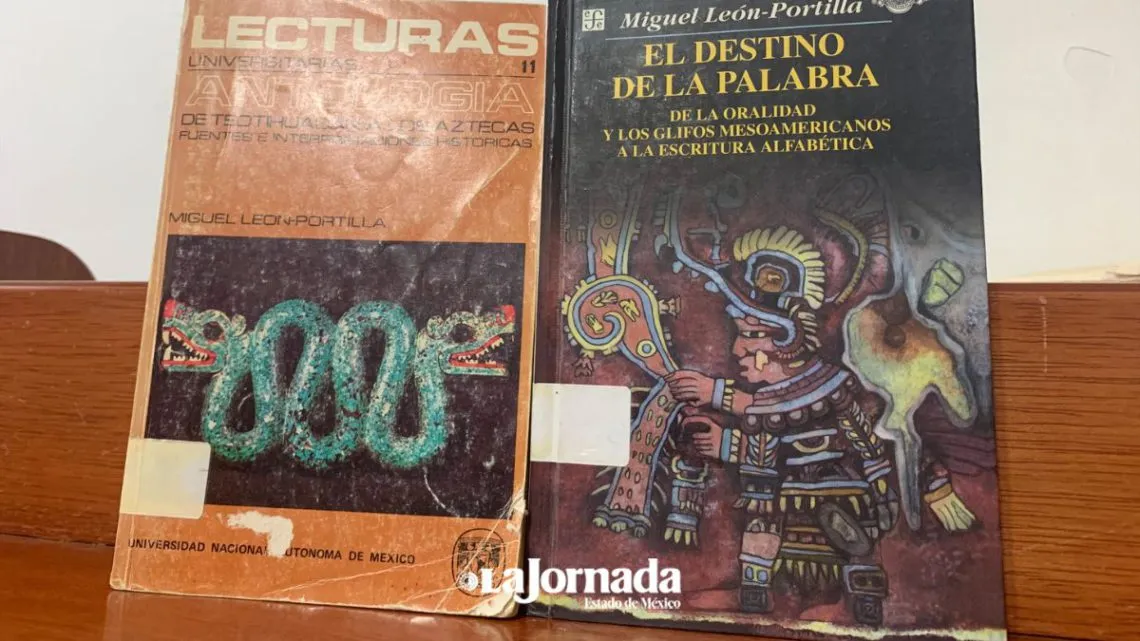 LECTURAS
UNIVERSITARIAS 11
ANTOLOGIA
DE TEOTIHUACAN A LOS AZTECAS
FUENTES E INTERPRETACIONES HISTORICAS
MIGUEL LEON-PORTILLA
UNIVERSIDAD NACIONAL AUTONOMA DE MEXICO
Miguel León-Portilla
EL DESTINO
DE LA PALABRA
DE LA ORALIDAD
Y LOS GLIFOS MESOAMERICANOS
A LA ESCRITURA ALFABÉTICA
La Jornada
Estado de México